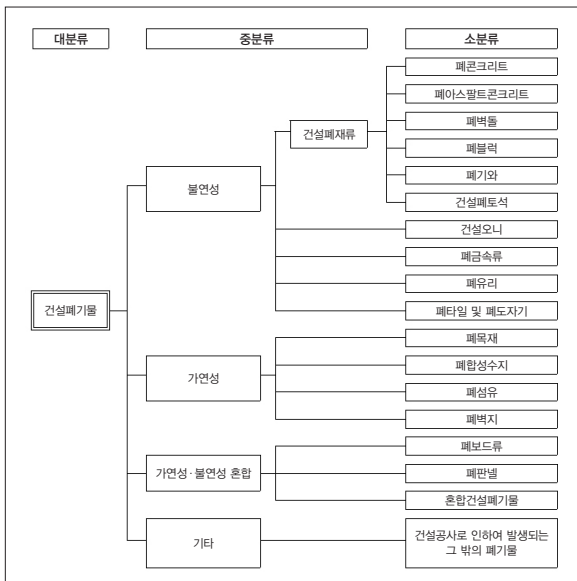 대분류
중분류
소분류
폐콘크리트
폐아스팔트콘크리트
폐벽돌
건설폐재류
폐블럭
폐기와
불연성
건설폐토석
건설오니
폐금속류
폐유리
건설폐기물
폐타일 및 폐도자기
폐목재
폐합성수지
가연성
폐섬유
폐벽지
폐보드류
가연성·불연성 혼합
폐판넬
혼합건설폐기물
기타
건설공사로 인하여 발생되는
그 밖의 폐기물